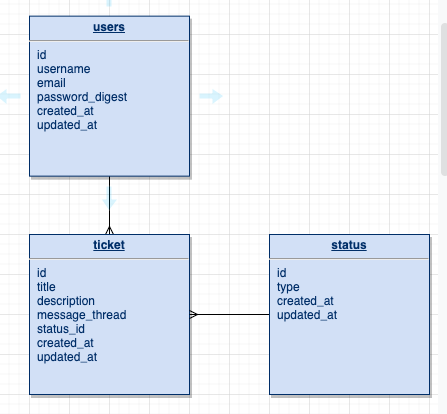 users
id
username
email
password_digest
created_at
updated_at
ticket
id
title
description
message_thread
status_id
created_at
updated_at
status
id
type
created_at
updated_at